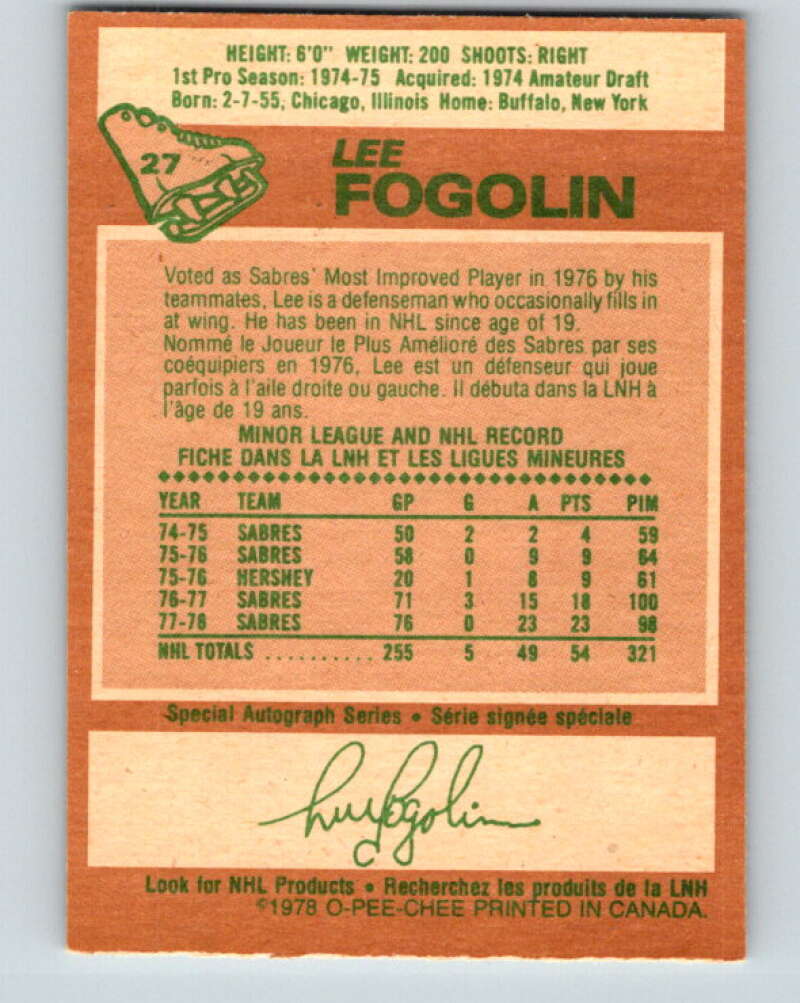 HEIGHT: 6'0" WEIGHT: 200 SHOOTS: RIGHT
1st Pro Season: 1974-75 Acquired: 1974 Amateur Draft
Born: 2-7-55, Chicago, Illinois Home: Buffalo, New York
27
LEE
FOGOLIN
Voted as Sabres' Most Improved Player in 1976 by his
teammates, Lee is a defenseman who occasionally fills in
at wing. He has been in NHL since age of 19.
Nommé le Joueur le Plus Amélioré des Sabres par ses
coéquipiers en 1976, Lee est un défenseur qui joue
parfois à l'aile droite ou gauche. Il débuta dans la LNH à
l'âge de 19 ans.
MINOR LEAGUE AND NHL RECORD
FICHE DANS LA LNH ET LES LIGUES MINEURES
YEAR TEAM GP G A PTS PIM
74-75 SABRES 50 2 2 4 59
75-76 SABRES 58 0 9 9 64
75-76 HERSHEY 20 1 8 9 61
76-77 SABRES 71 3 15 18 100
77-78 SABRES 76 0 23 23 98
NHL TOTALS .......... 255 5 49 54 321
Special Autograph Series • Série signée spéciale
Lee Fogolin
Look for NHL Products • Recherchez les produits de la LNH
©1978 O-PEE-CHEE PRINTED IN CANADA.